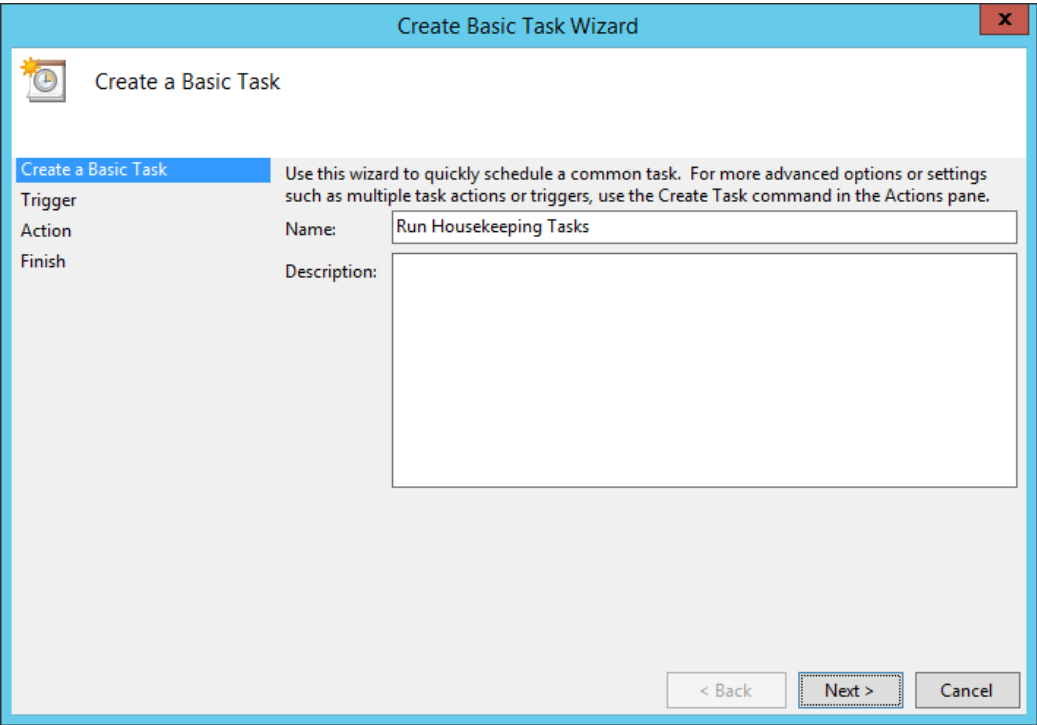 Create Basic Task Wizard
x
Create a Basic Task
Create a Basic Task
Trigger
Action
Finish
Use this wizard to quickly schedule a common task.  For more advanced options or settings
such as multiple task actions or triggers, use the Create Task command in the Actions pane.
Name:
Run Housekeeping Tasks
Description:
< Back
Next >
Cancel